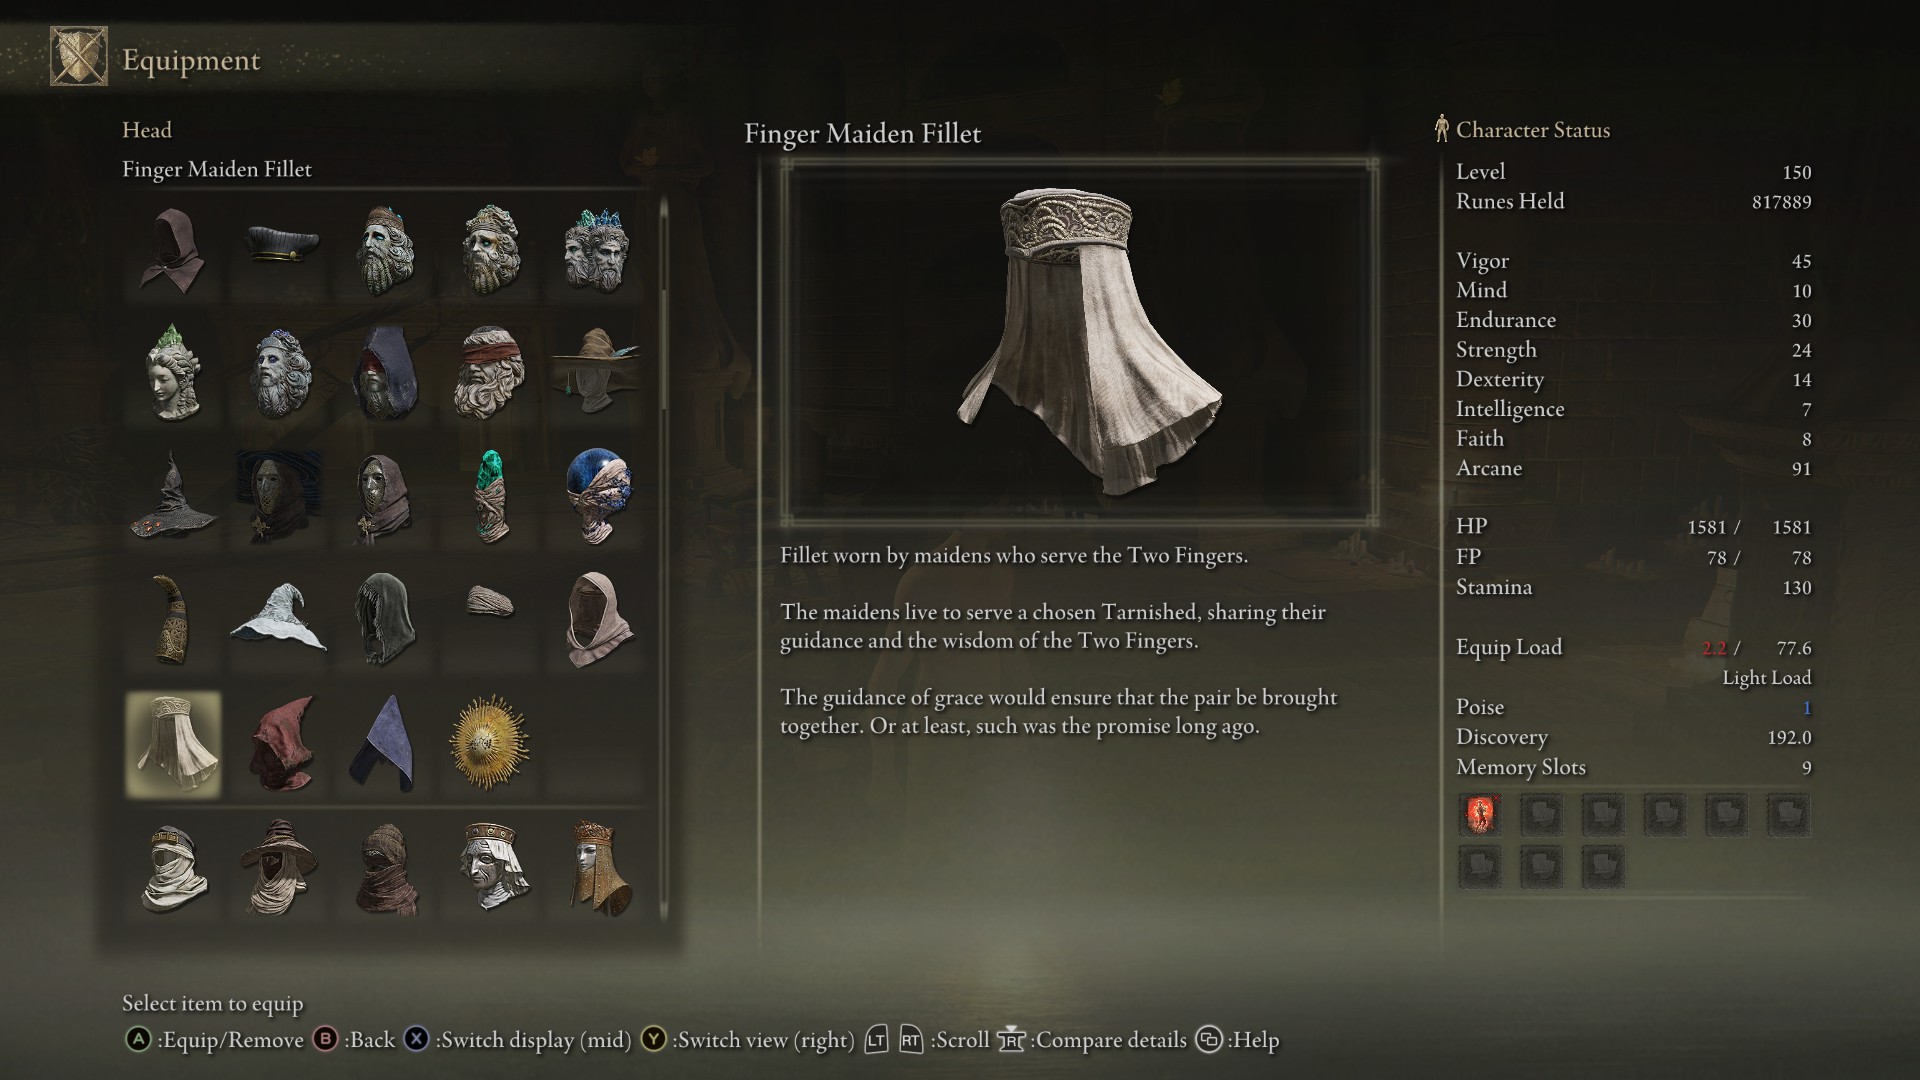 Equipment
Head
Finger Maiden Fillet
Finger Maiden Fillet
Fillet worn by maidens who serve the Two Fingers.
The maidens live to serve a chosen Tarnished, sharing their
guidance and the wisdom of the Two Fingers.
The guidance of grace would ensure that the pair be brought
together. Or at least, such was the promise long ago.
Character Status
Level 150
Runes Held 817889
Vigor 45
Mind 10
Endurance 30
Strength 24
Dexterity 14
Intelligence 7
Faith 8
Arcane 91
HP 1581 / 1581
FP 78 / 78
Stamina 130
Equip Load 2.2 / 77.6
Light Load
Poise 1
Discovery 192.0
Memory Slots 9
Select item to equip
A :Equip/Remove B :Back X :Switch display (mid) Y :Switch view (right) LT RT :Scroll R :Compare details :Help